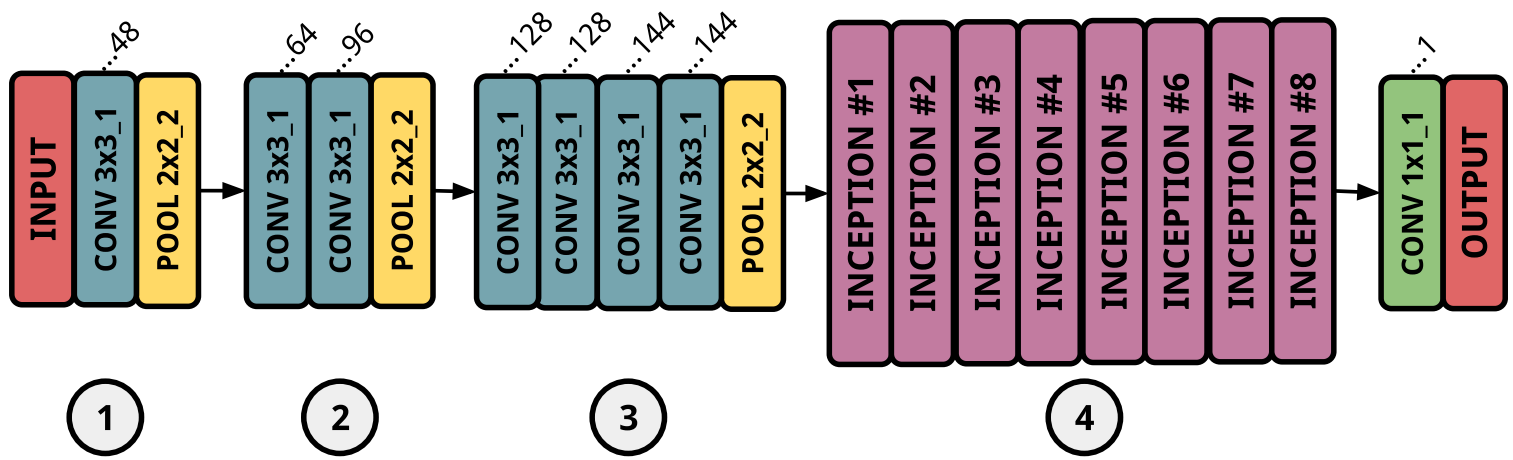 INPUT
CONV 3x3_1
...48
POOL 2x2_2
CONV 3x3_1
...64
CONV 3x3_1
...96
POOL 2x2_2
CONV 3x3_1
...128
CONV 3x3_1
...128
CONV 3x3_1
...144
CONV 3x3_1
...144
POOL 2x2_2
INCEPTION #1
INCEPTION #2
INCEPTION #3
INCEPTION #4
INCEPTION #5
INCEPTION #6
INCEPTION #7
INCEPTION #8
CONV 1x1_1
...1
OUTPUT
1
2
3
4